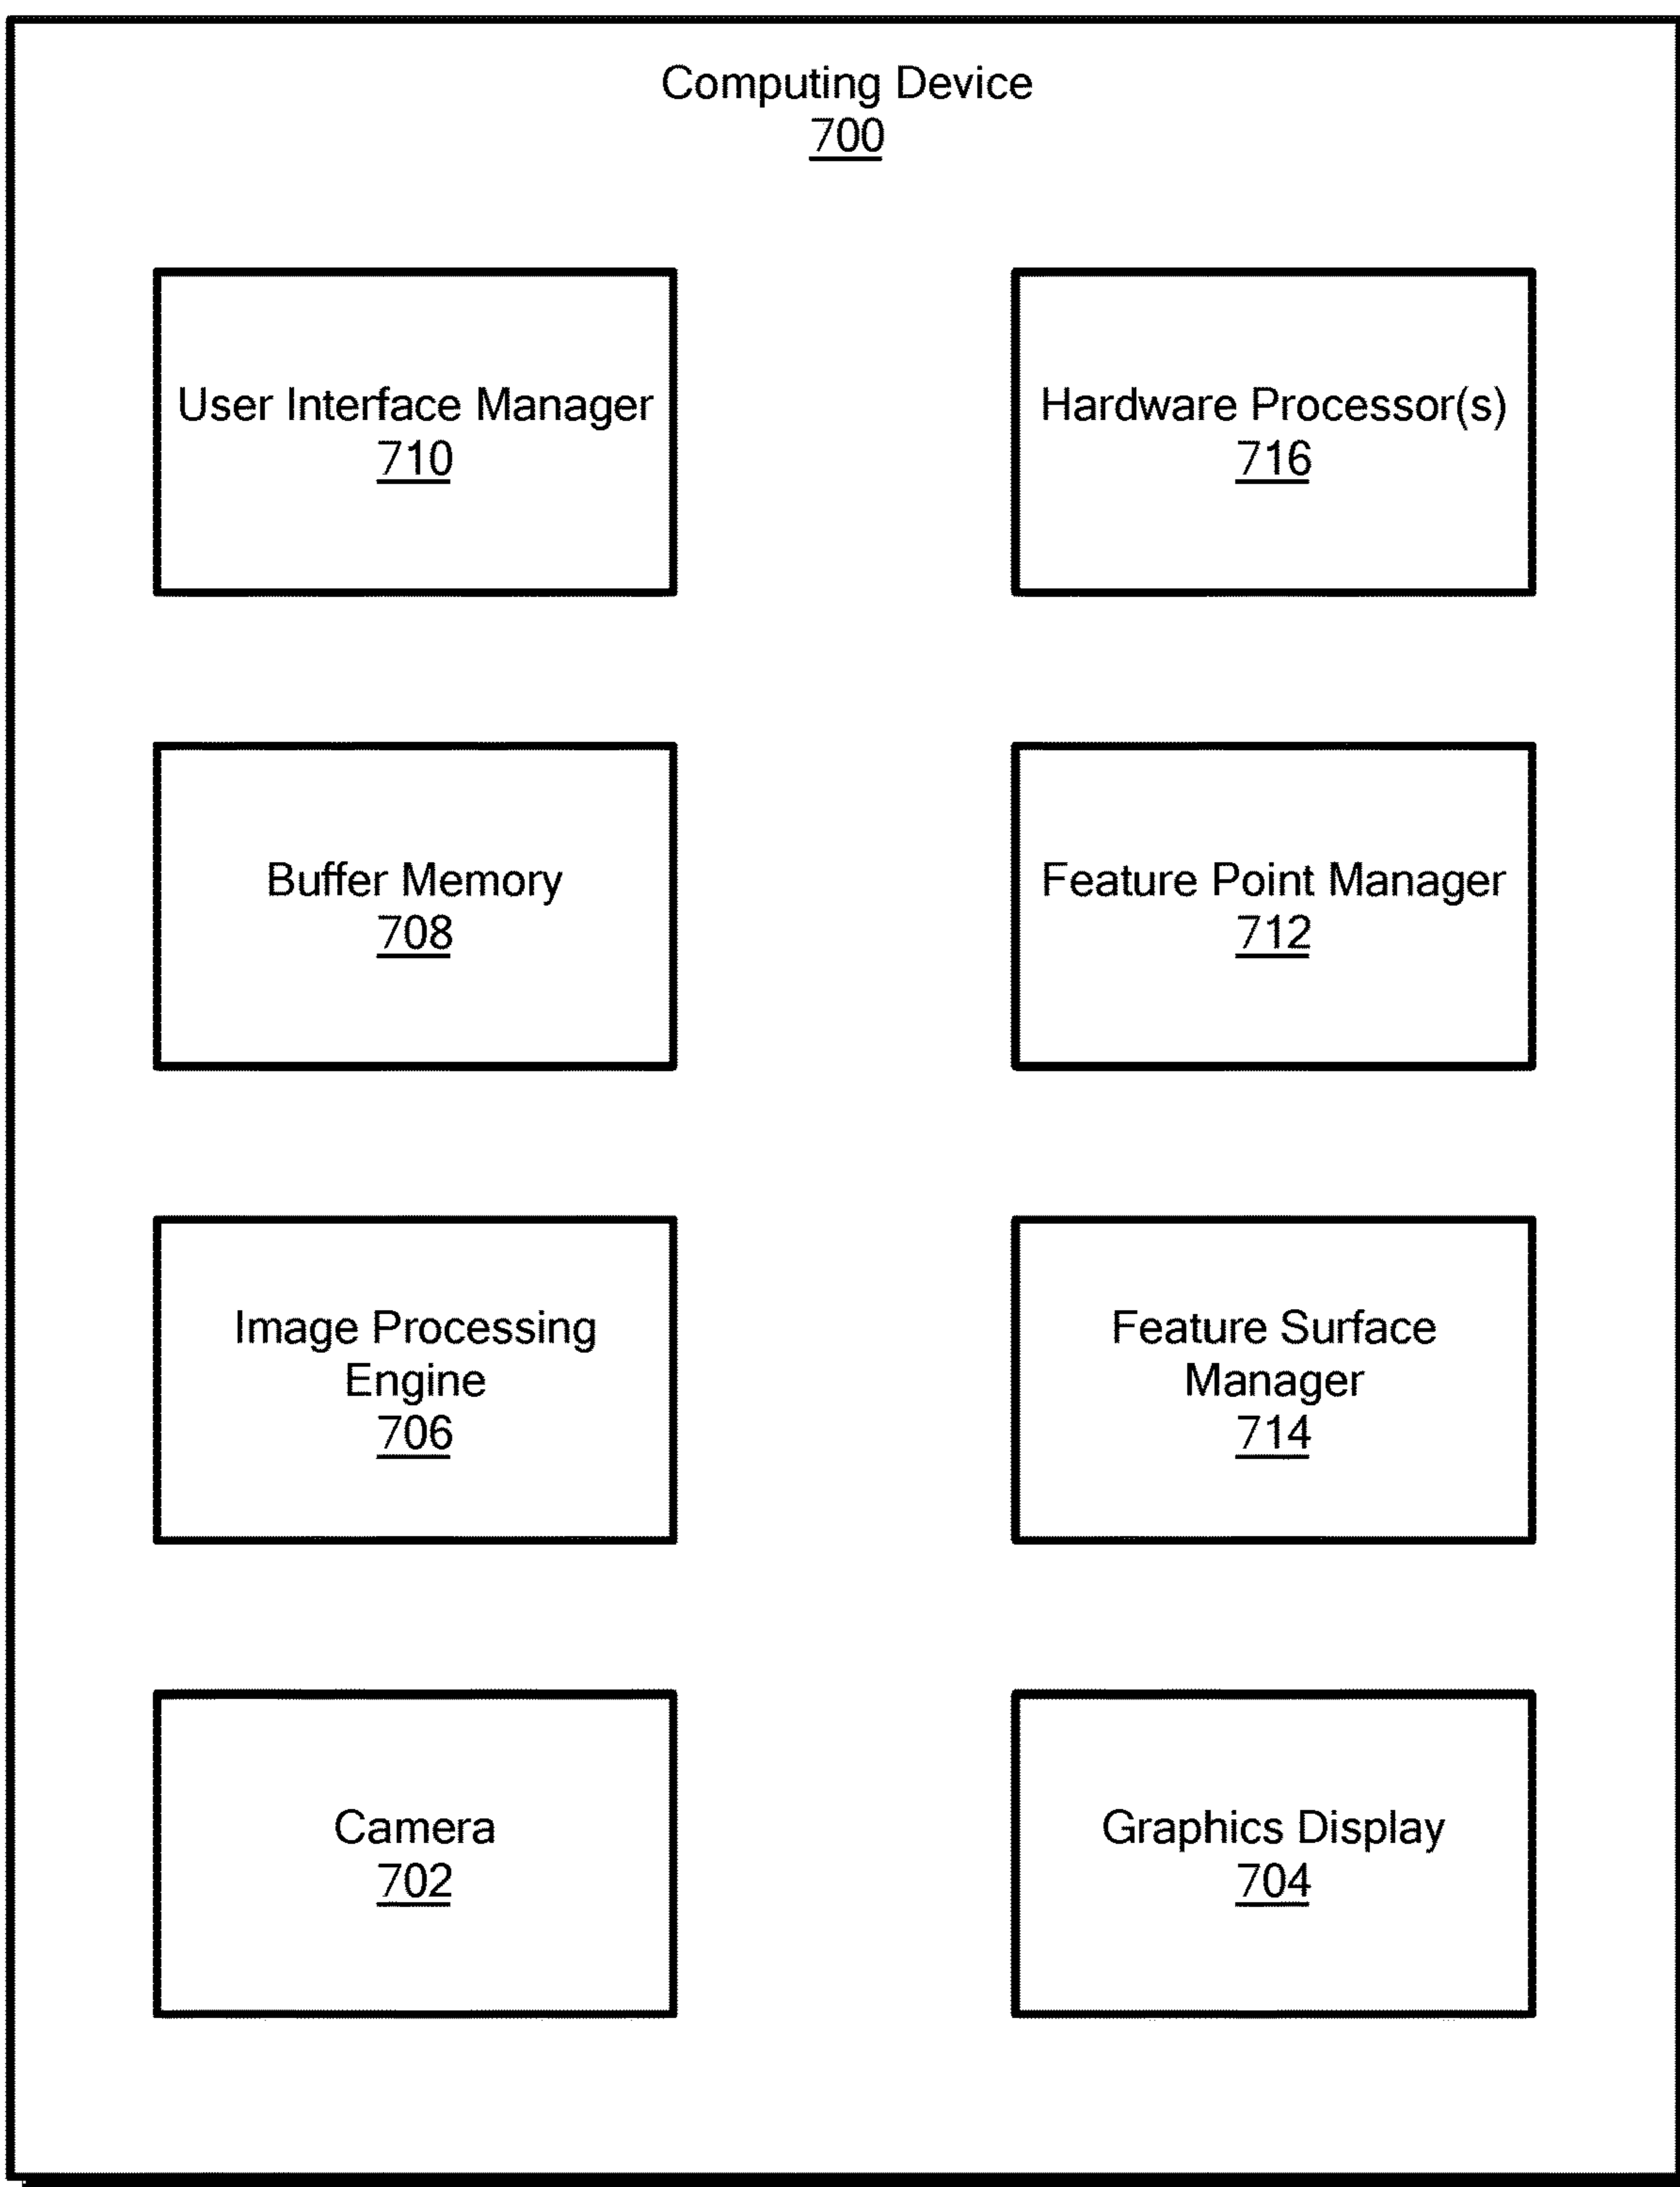 Computing Device
700
User Interface Manager
710
Hardware Processor(s)
716
Buffer Memory
708
Feature Point Manager
712
Image Processing
Engine
706
Feature Surface
Manager
714
Camera
702
Graphics Display
704